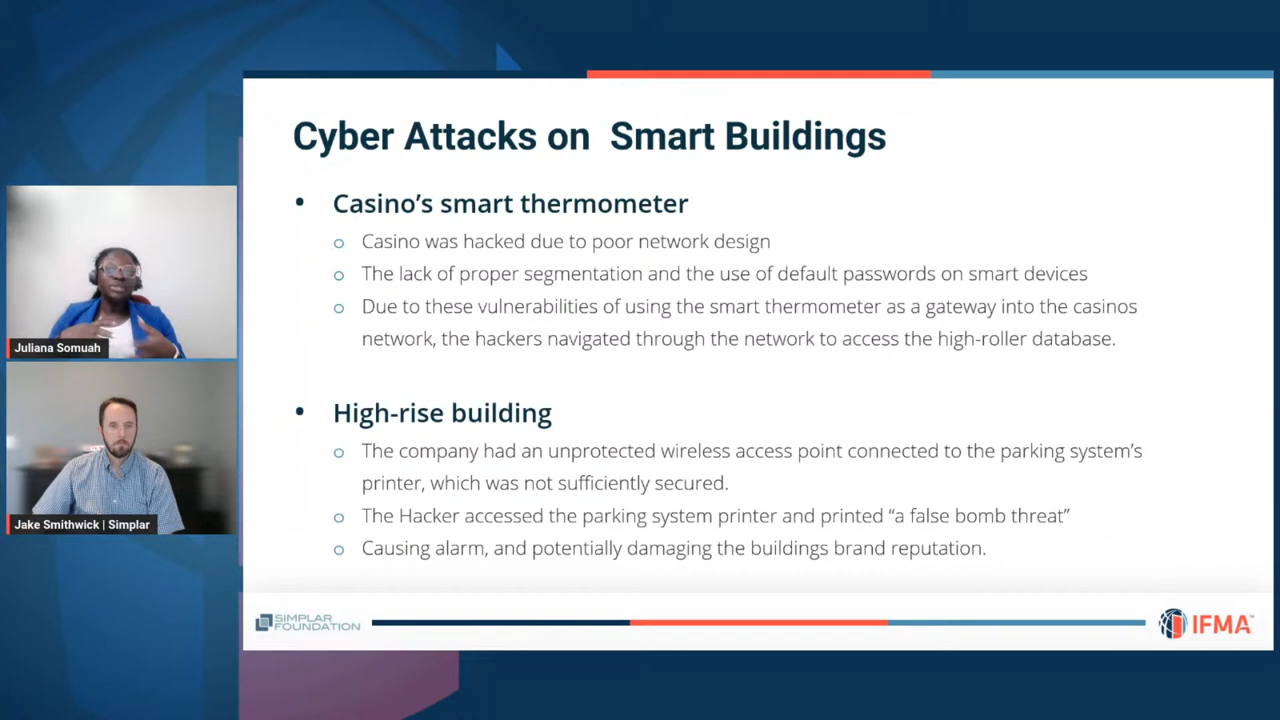 Cyber Attacks on Smart Buildings
• Casino's smart thermometer
o Casino was hacked due to poor network design
o The lack of proper segmentation and the use of default passwords on smart devices
o Due to these vulnerabilities of using the smart thermometer as a gateway into the casinos
network, the hackers navigated through the network to access the high-roller database.
• High-rise building
o The company had an unprotected wireless access point connected to the parking system's
printer, which was not sufficiently secured.
o The Hacker accessed the parking system printer and printed “a false bomb threat”
o Causing alarm, and potentially damaging the buildings brand reputation.
Juliana Somuah
Jake Smithwick | Simplar
SIMPLAR
FOUNDATION
IFMA™